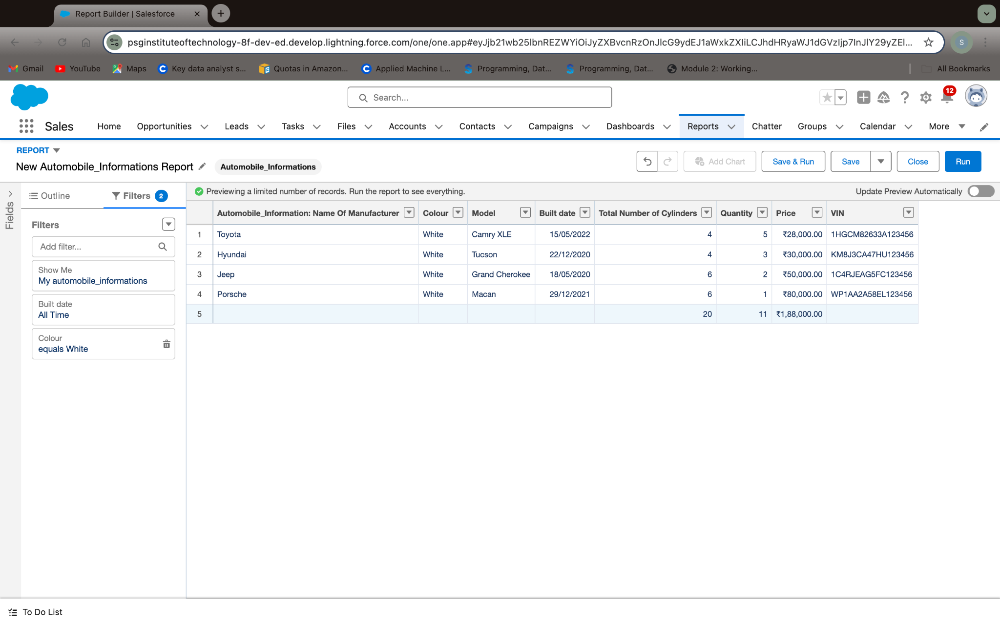 Report Builder | Salesforce
psginstituteoftechnology-8f-dev-ed.develop.lightning.force.com/one/one.app#eyJjb21wb25lbnREZWYiOiJyZXBvcnRzOnJlcG9ydEJ1aWxkZXIiLCJhdHRyaWJ1dGVzIjp7InJlY29yZEl...
S
Gmail YouTube Maps Key data analyst s... Quotas in Amazon... Applied Machine L... Programming, Dat... Programming, Dat... Module 2: Working... All Bookmarks
Search...
12
Sales Home Opportunities Leads Tasks Files Accounts Contacts Campaigns Dashboards Reports Chatter Groups Calendar More
REPORT
New Automobile_Informations Report Automobile_Informations
Add Chart Save & Run Save Close Run
Fields
Outline Filters 2
Previewing a limited number of records. Run the report to see everything. Update Preview Automatically
Filters
Add filter...
Show Me
My automobile_informations
Built date
All Time
Colour
equals White
Automobile_Information: Name Of Manufacturer Colour Model Built date Total Number of Cylinders Quantity Price VIN
1 Toyota White Camry XLE 15/05/2022 4 5 ₹28,000.00 1HGCM82633A123456
2 Hyundai White Tucson 22/12/2020 4 3 ₹30,000.00 KM8J3CA47HU123456
3 Jeep White Grand Cherokee 18/05/2020 6 2 ₹50,000.00 1C4RJEAG5FC123456
4 Porsche White Macan 29/12/2021 6 1 ₹80,000.00 WP1AA2A58EL123456
5 20 11 ₹1,88,000.00
To Do List